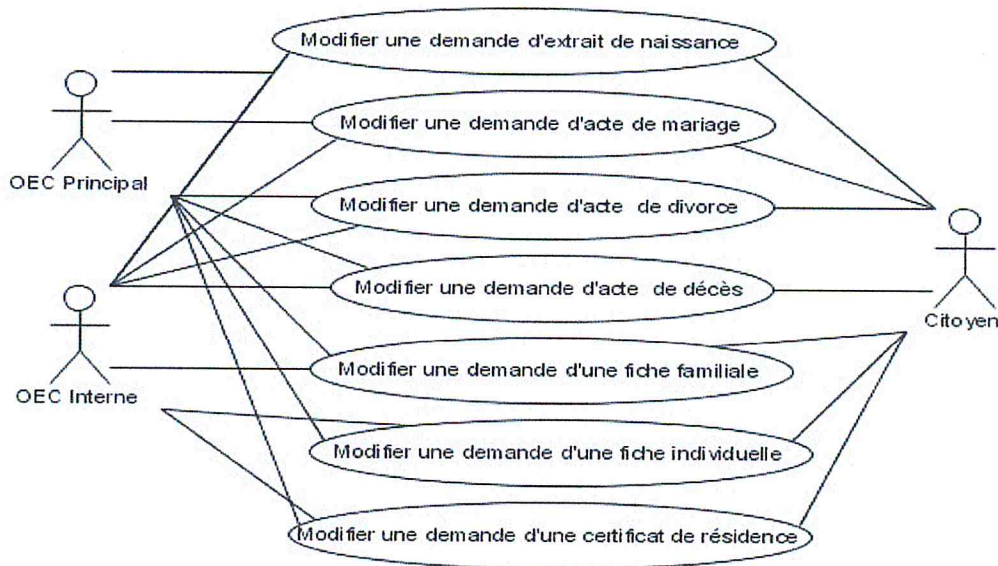 Modifier une demande d'extrait de naissance
OEC Principal
Modifier une demande d'acte de mariage
Modifier une demande d'acte de divorce
Modifier une demande d'acte de décès
Citoyen
OEC Interne
Modifier une demande d'une fiche familiale
Modifier une demande d'une fiche individuelle
Modifier une demande d'une certificat de résidence